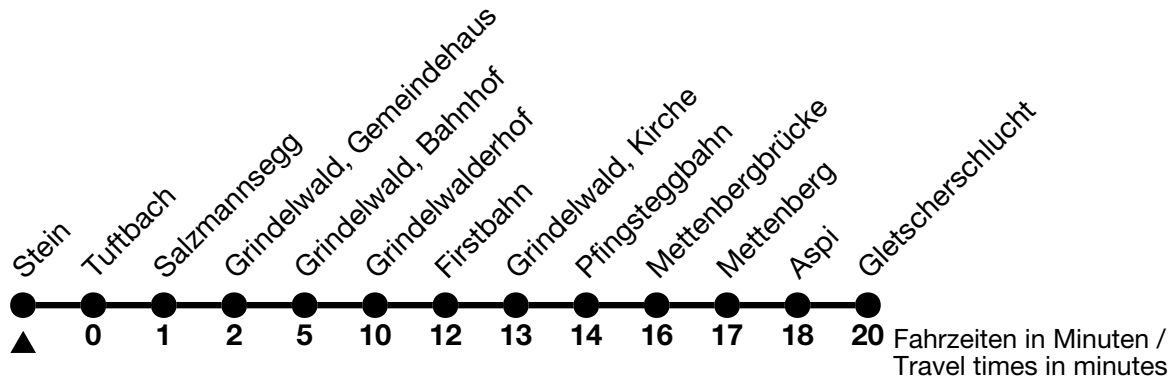 Stein
Tuftbach
Salzmannsegg
Grindelwald, Gemeindehaus
Grindelwald, Bahnhof
Grindelwalderhof
Firstbahn
Grindelwald, Kirche
Pfingsteggbahn
Mettenbergbrücke
Mettenberg
Aspi
Gletscherschlucht
0 1 2 5 10 12 13 14 16 17 18 20
Fahrzeiten in Minuten /
Travel times in minutes